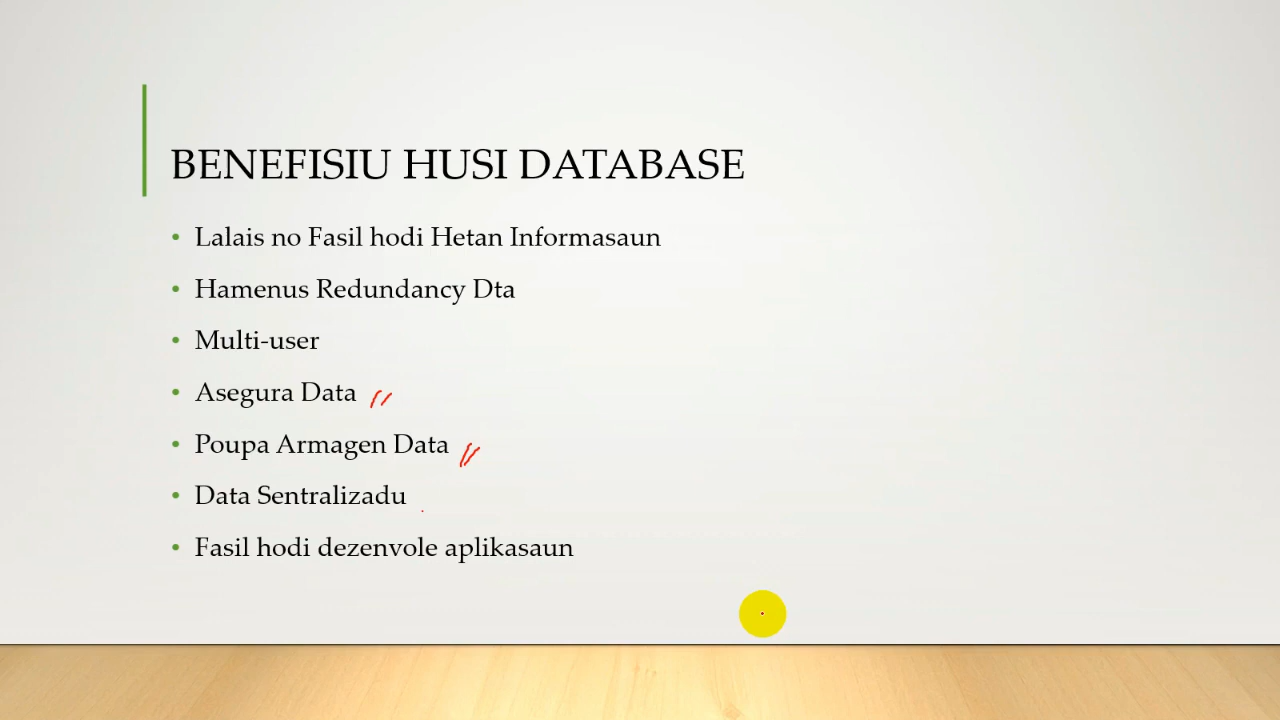 BENEFISIU HUSI DATABASE
• Lalais no Fasil hodi Hetan Informasaun
• Hamenus Redundancy Dta
• Multi-user
• Asegura Data
• Poupa Armagen Data
• Data Sentralizadu
• Fasil hodi dezenvole aplikasaun